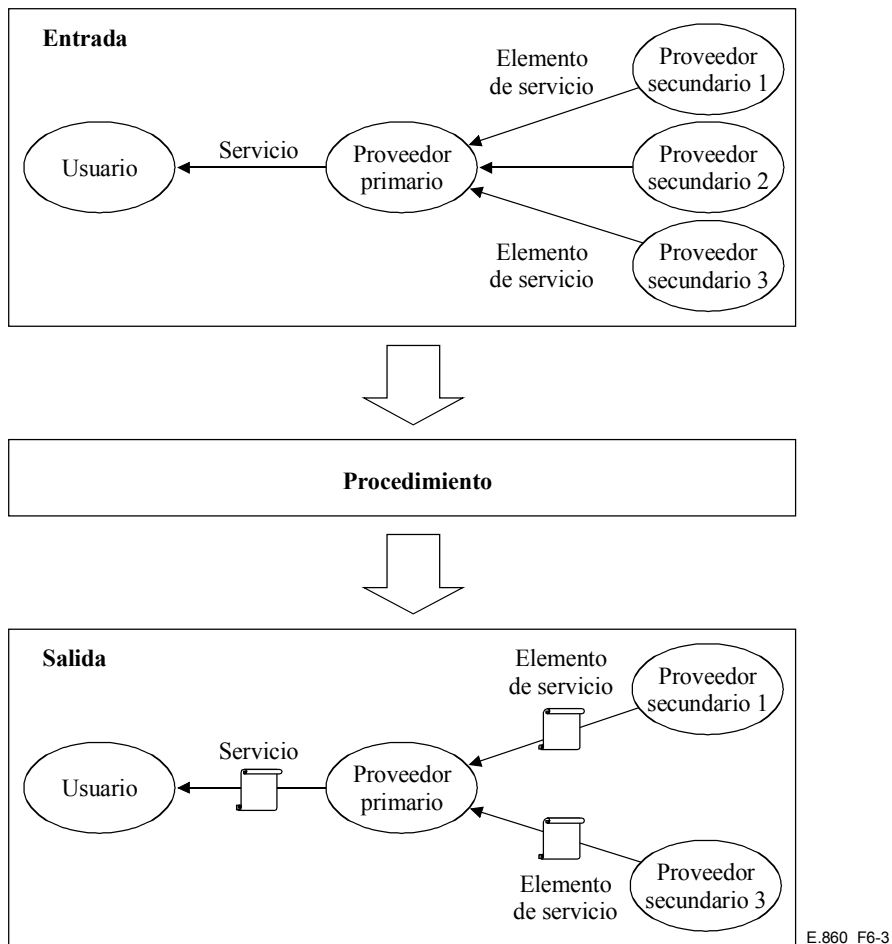 Entrada
Elemento
de servicio
Proveedor
secundario 1
Usuario
Servicio
Proveedor
primario
Proveedor
secundario 2
Elemento
de servicio
Proveedor
secundario 3
Procedimiento
Salida
Elemento
de servicio
Proveedor
secundario 1
Usuario
Servicio
Proveedor
primario
Elemento
de servicio
Proveedor
secundario 3
E.860_F6-3